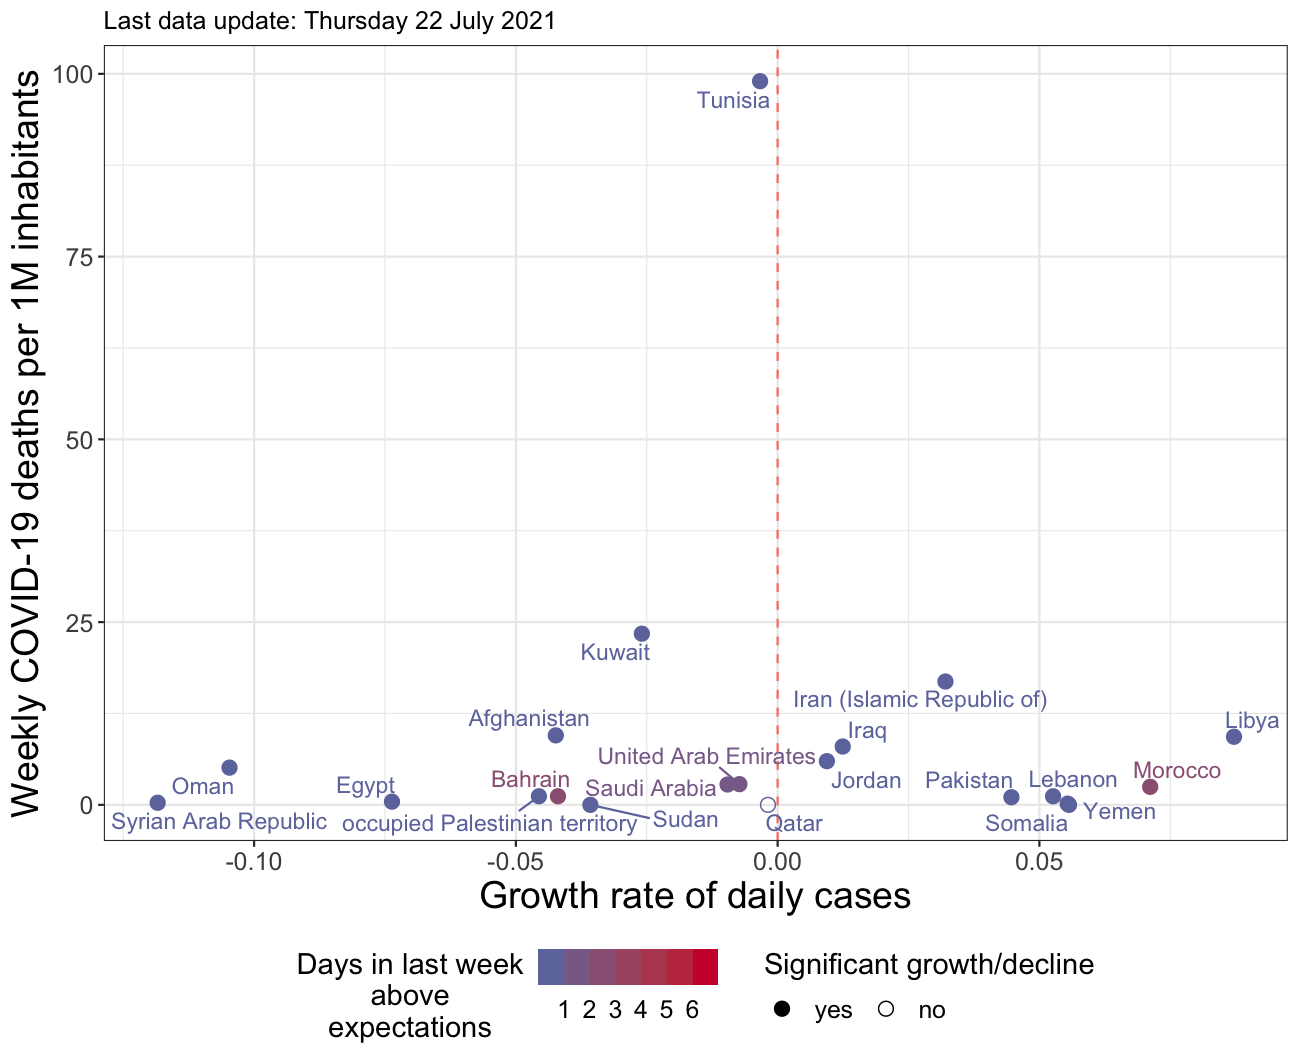 Last data update: Thursday 22 July 2021
Weekly COVID-19 deaths per 1M inhabitants
100
75
50
25
0
Tunisia
Kuwait
Iran (Islamic Republic of)
Afghanistan
Libya
Iraq
United Arab Emirates
Morocco
Bahrain
Lebanon
Jordan
Pakistan
Oman
Egypt
Saudi Arabia
Yemen
Syrian Arab Republic
occupied Palestinian territory
Sudan
Qatar
Somalia
-0.10
-0.05
0.00
0.05
Growth rate of daily cases
Days in last week
above
expectations
1 2 3 4 5 6
Significant growth/decline
yes
no